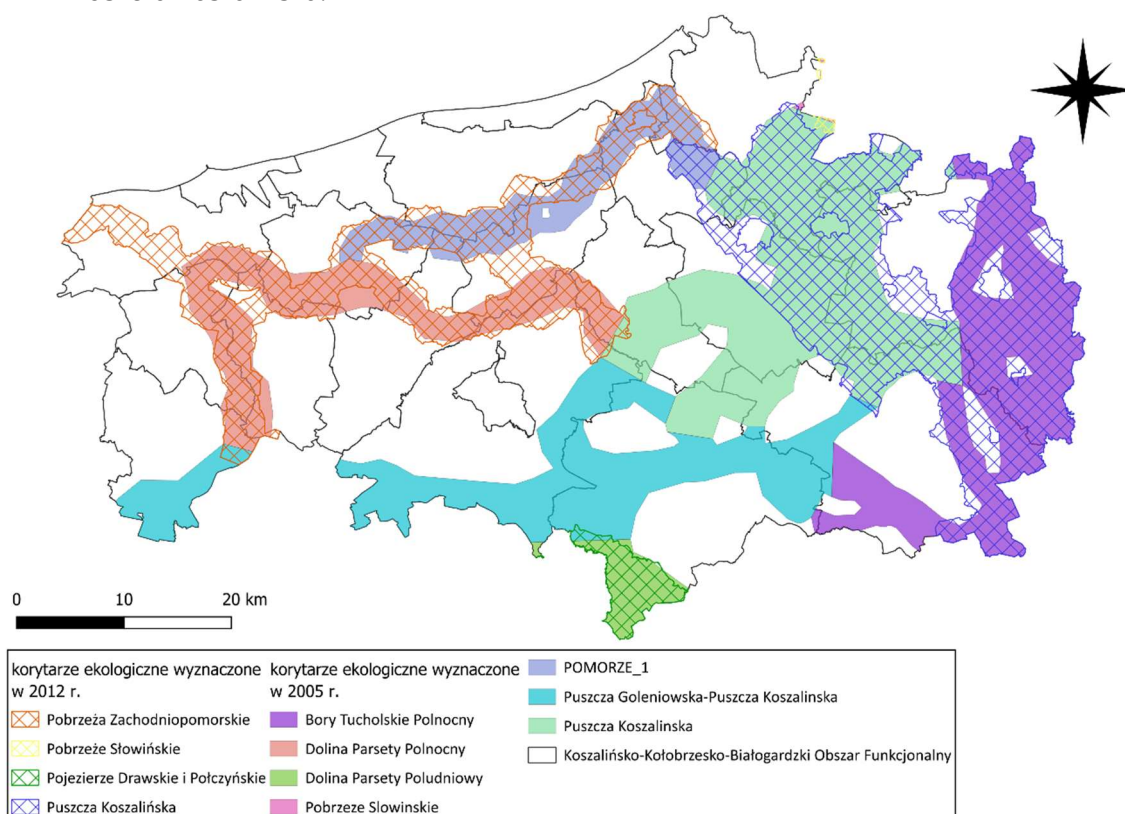 0 10 20 km
korytarze ekologiczne wyznaczone
w 2012 r.
Pobrzeża Zachodniopomorskie
Pobrzeże Słowińskie
Pojezierze Drawskie i Połczyńskie
Puszcza Koszalińska
korytarze ekologiczne wyznaczone
w 2005 r.
Bory Tucholskie Polnocny
Dolina Parsety Polnocny
Dolina Parsety Poludniowy
Pobrzeze Slowinskie
POMORZE_1
Puszcza Goleniowska-Puszcza Koszalinska
Puszcza Koszalinska
Koszalińsko-Kołobrzesko-Białogardzki Obszar Funkcjonalny